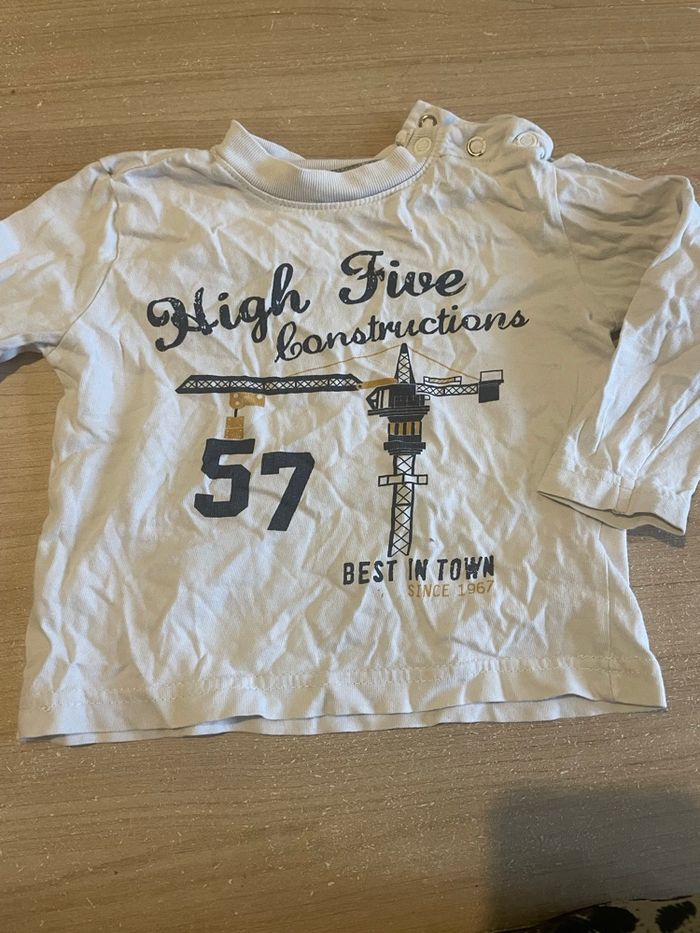 High Five
Constructions
57
BEST IN TOWN
SINCE 1967